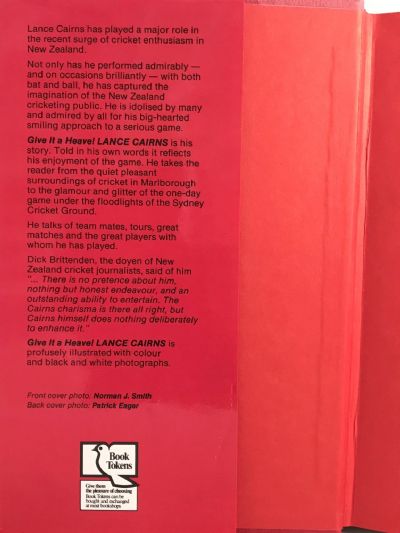 Lance Cairns has played a major role in
the recent surge of cricket enthusiasm in
New Zealand.
Not only has he performed admirably —
and on occasions brilliantly — with both
bat and ball, he has captured the
imagination of the New Zealand
cricketing public. He is idolised by many
and admired by all for his big-hearted
smiling approach to a serious game.
Give It a Heave! LANCE CAIRNS is his
story. Told in his own words it reflects
his enjoyment of the game. He takes the
reader from the quiet pleasant
surroundings of cricket in Marlborough
to the glamour and glitter of the one-day
game under the floodlights of the Sydney
Cricket Ground.
He talks of team mates, tours, great
matches and the great players with
whom he has played.
Dick Brittenden, the doyen of New
Zealand cricket journalists, said of him
"... There is no pretence about him,
nothing but honest endeavour, and an
outstanding ability to entertain. The
Cairns charisma is there all right, but
Cairns himself does nothing deliberately
to enhance it."
Give It a Heave! LANCE CAIRNS is
profusely illustrated with colour
and black and white photographs.
Front cover photo: Norman J. Smith
Back cover photo: Patrick Eager
Book
Tokens
Give them
the pleasure of choosing
Book Tokens can be
bought and exchanged
at most bookshops